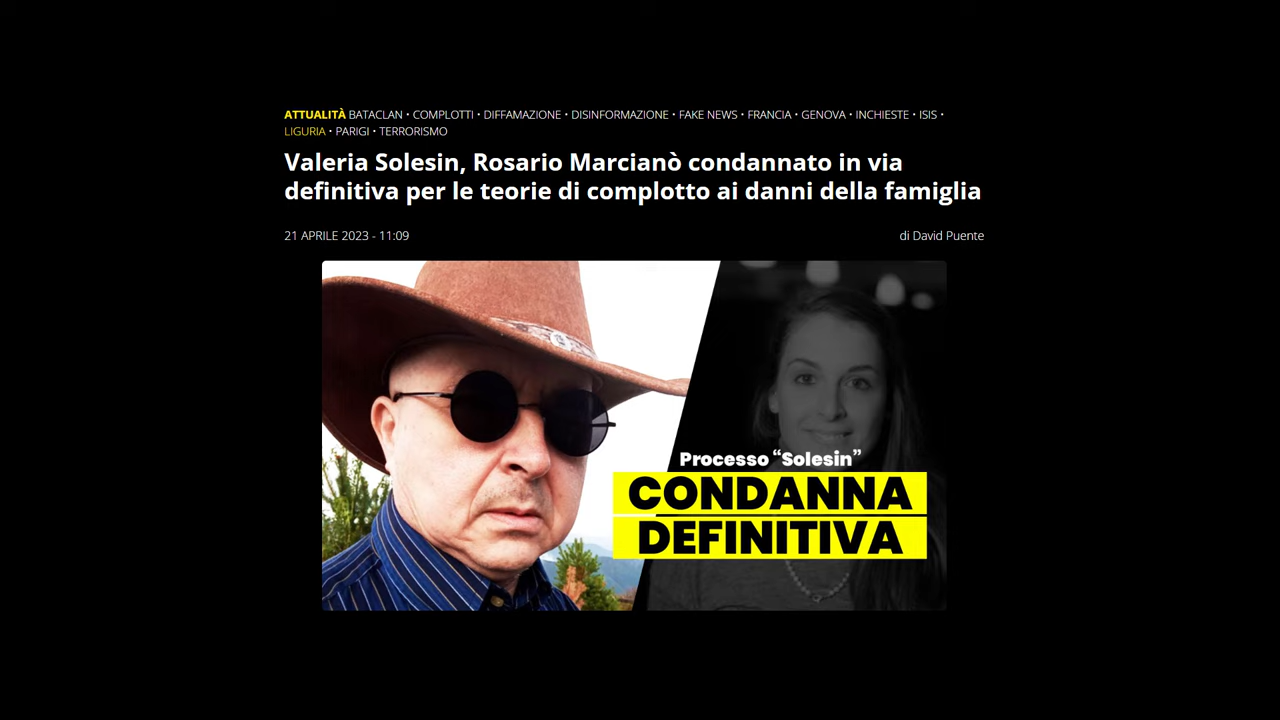 ATTUALITÀ BATACLAN • COMPLOTTI • DIFFAMAZIONE • DISINFORMAZIONE • FAKE NEWS • FRANCIA • GENOVA • INCHIESTE • ISIS •
LIGURIA • PARIGI • TERRORISMO
Valeria Solesin, Rosario Marcianò condannato in via
definitiva per le teorie di complotto ai danni della famiglia
21 APRILE 2023 - 11:09
di David Puente
Processo “Solesin”
CONDANNA
DEFINITIVA